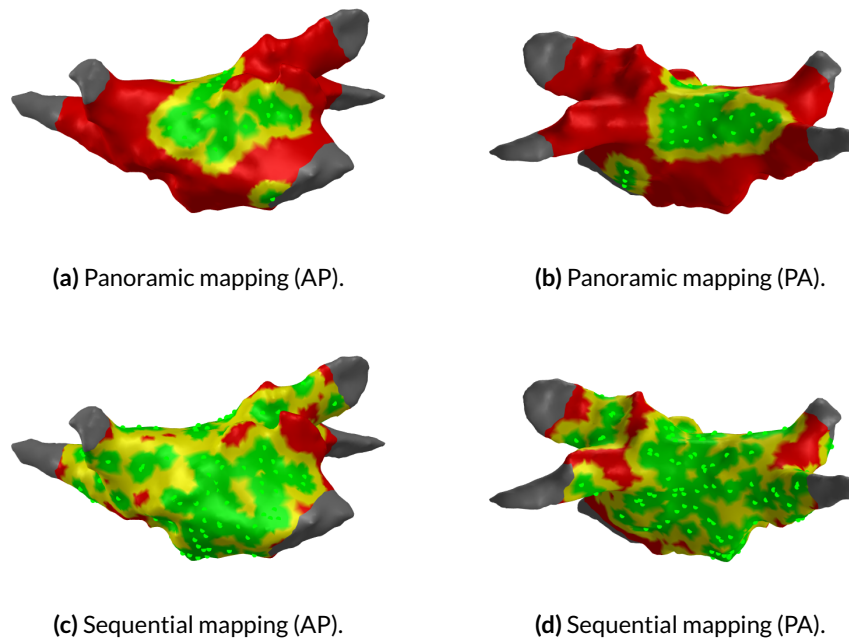 (a) Panoramic mapping (AP).
(b) Panoramic mapping (PA).
(c) Sequential mapping (AP).
(d) Sequential mapping (PA).